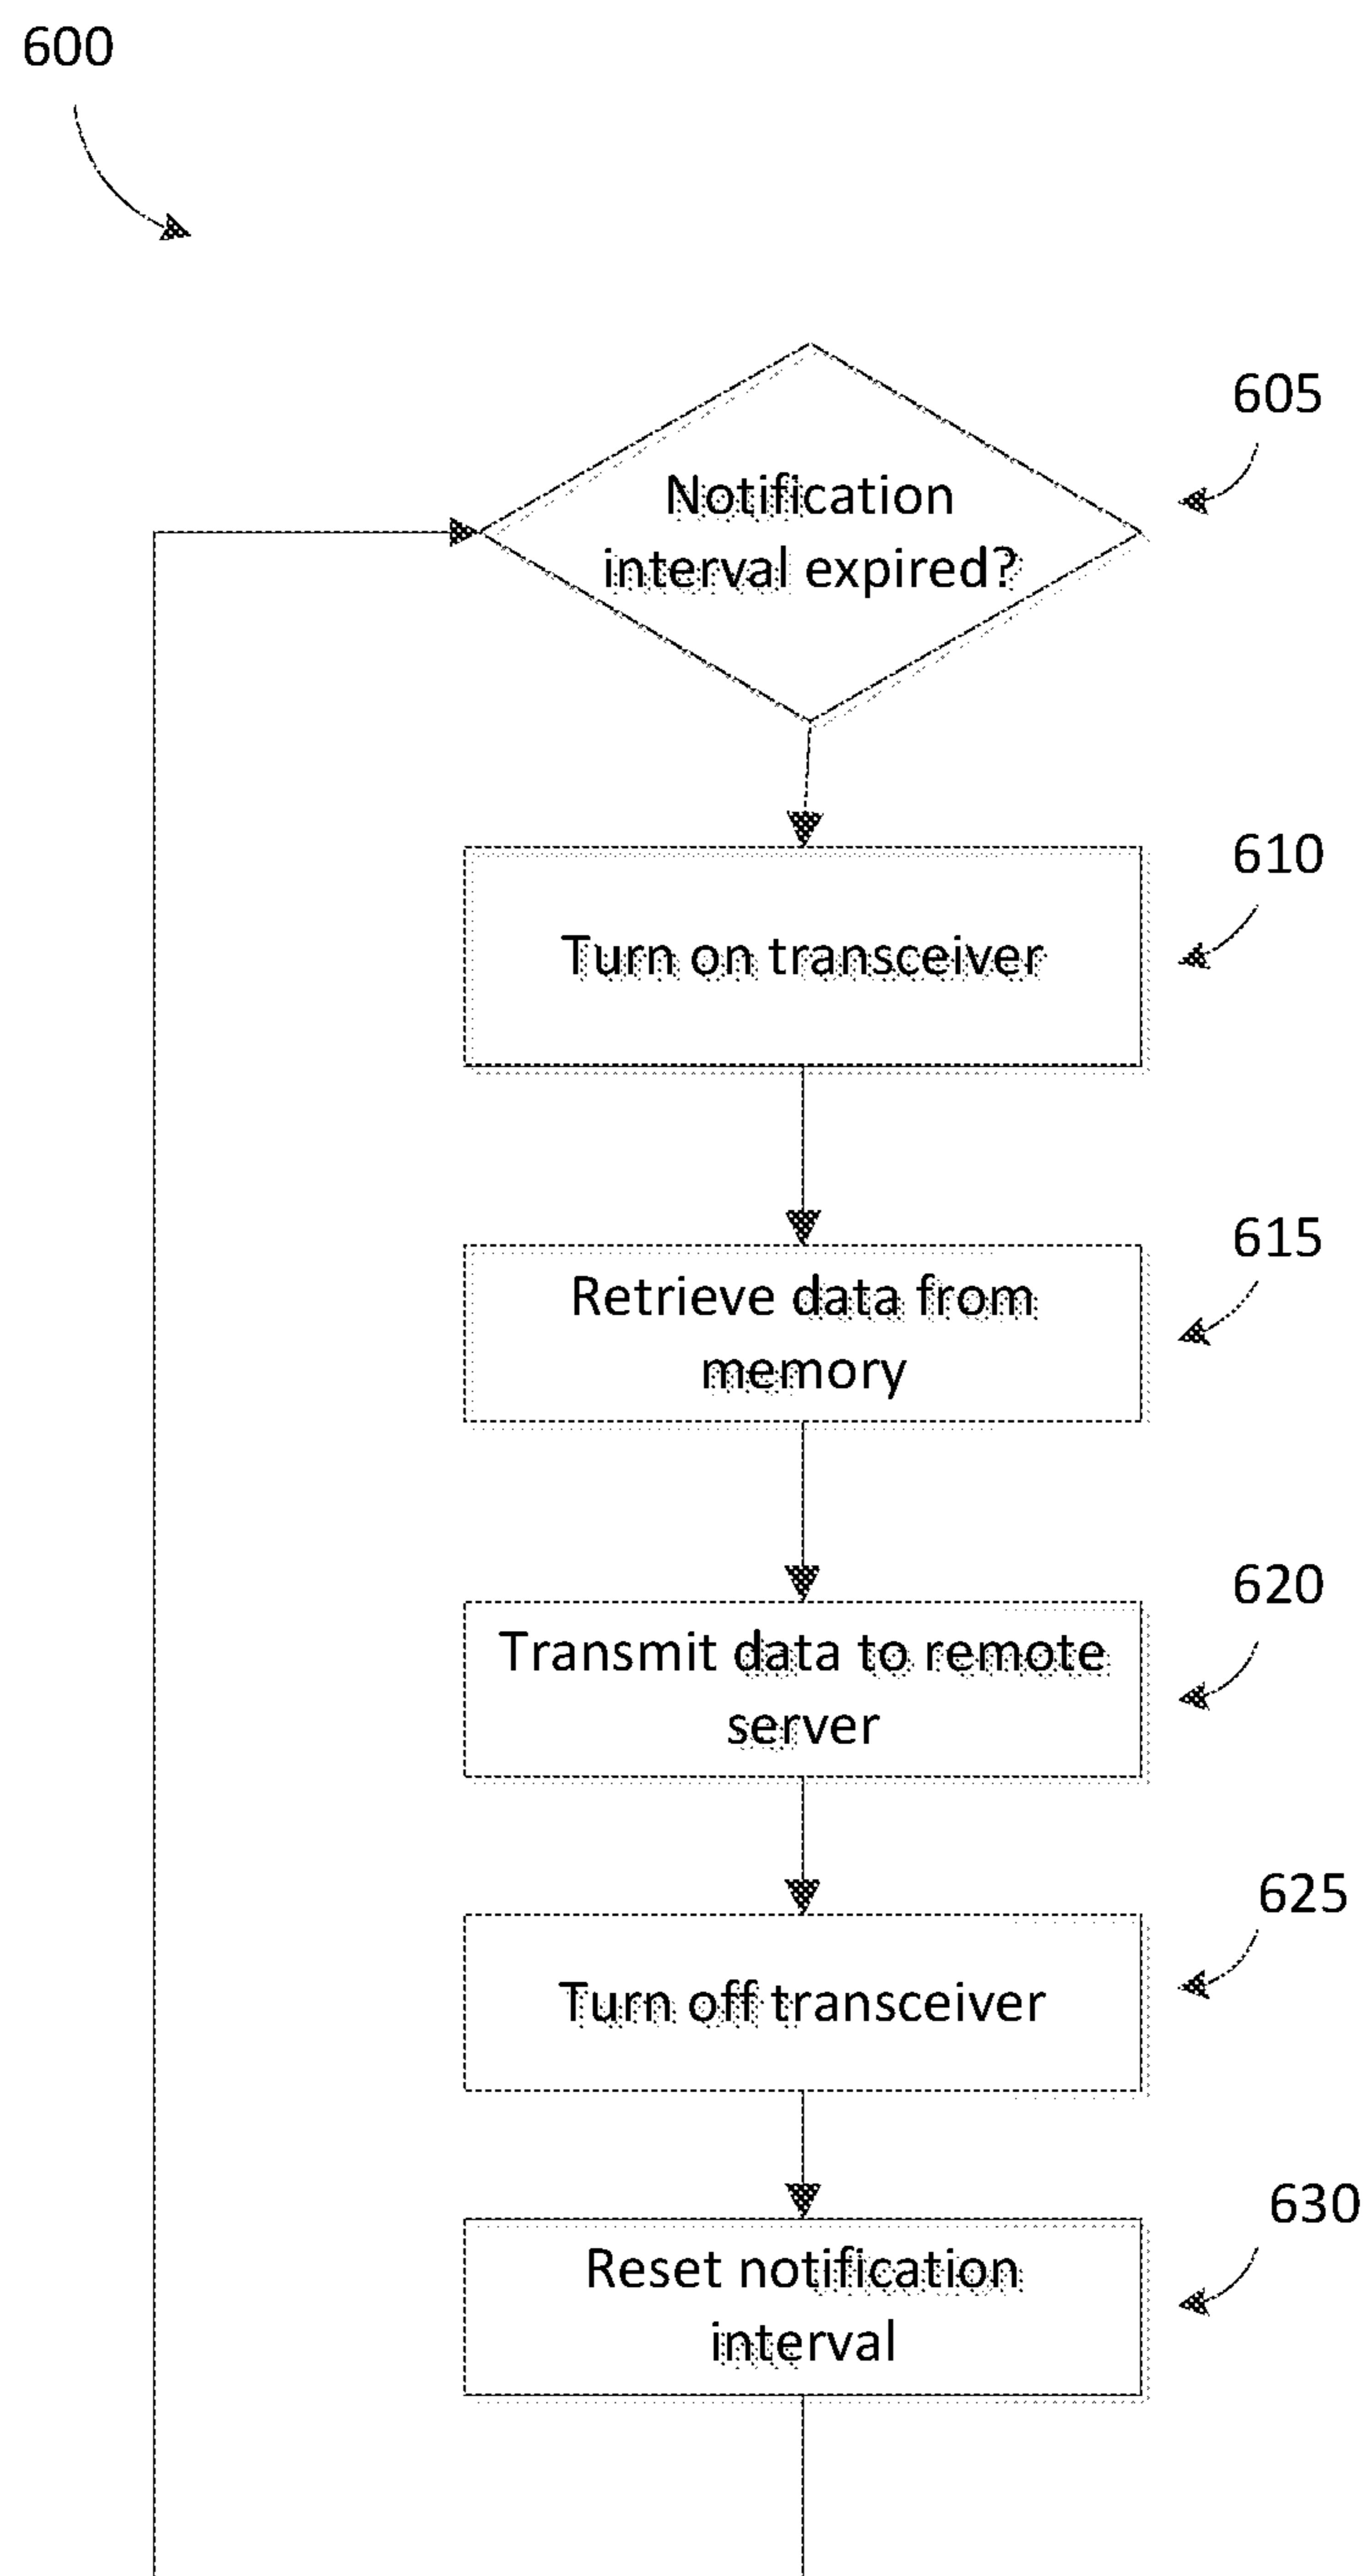 600
605
Notification
interval expired?
610
Turn on transceiver
615
Retrieve data from
memory
620
Transmit data to remote
server
625
Turn off transceiver
630
Reset notification
interval